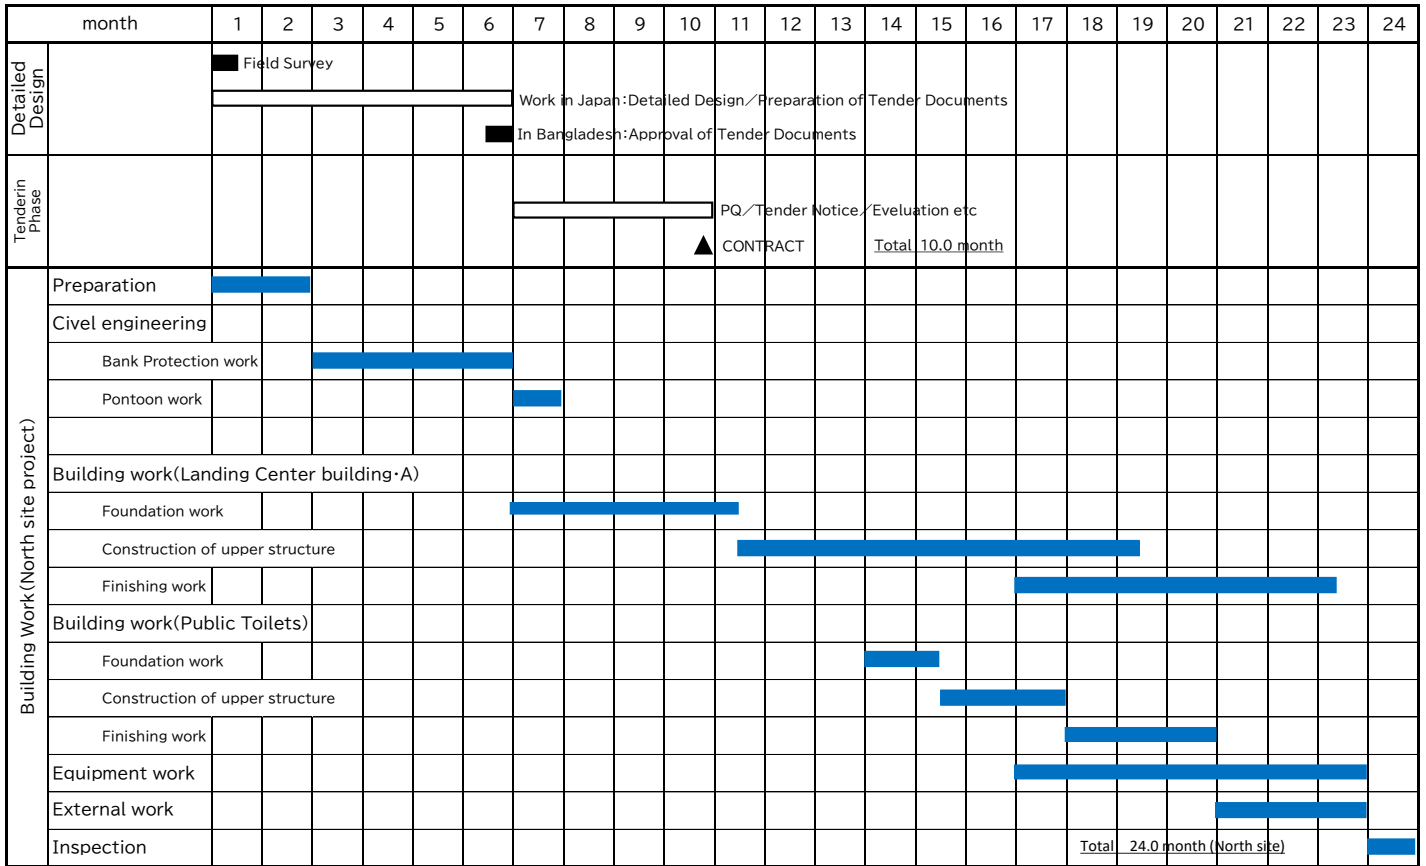 month 1 2 3 4 5 6 7 8 9 10 11 12 13 14 15 16 17 18 19 20 21 22 23 24
Detailed
Design
Field Survey
Work in Japan:Detailed Design／Preparation of Tender Documents
In Bangladesh:Approval of Tender Documents
Tenderin
Phase
PQ／Tender Notice／Eveluation etc
CONTRACT Total 10.0 month
Building Work(North site project)
Preparation
Civel engineering
Bank Protection work
Pontoon work
Building work(Landing Center building･A)
Foundation work
Construction of upper structure
Finishing work
Building work(Public Toilets)
Foundation work
Construction of upper structure
Finishing work
Equipment work
External work
Inspection Total 24.0 month (North site)